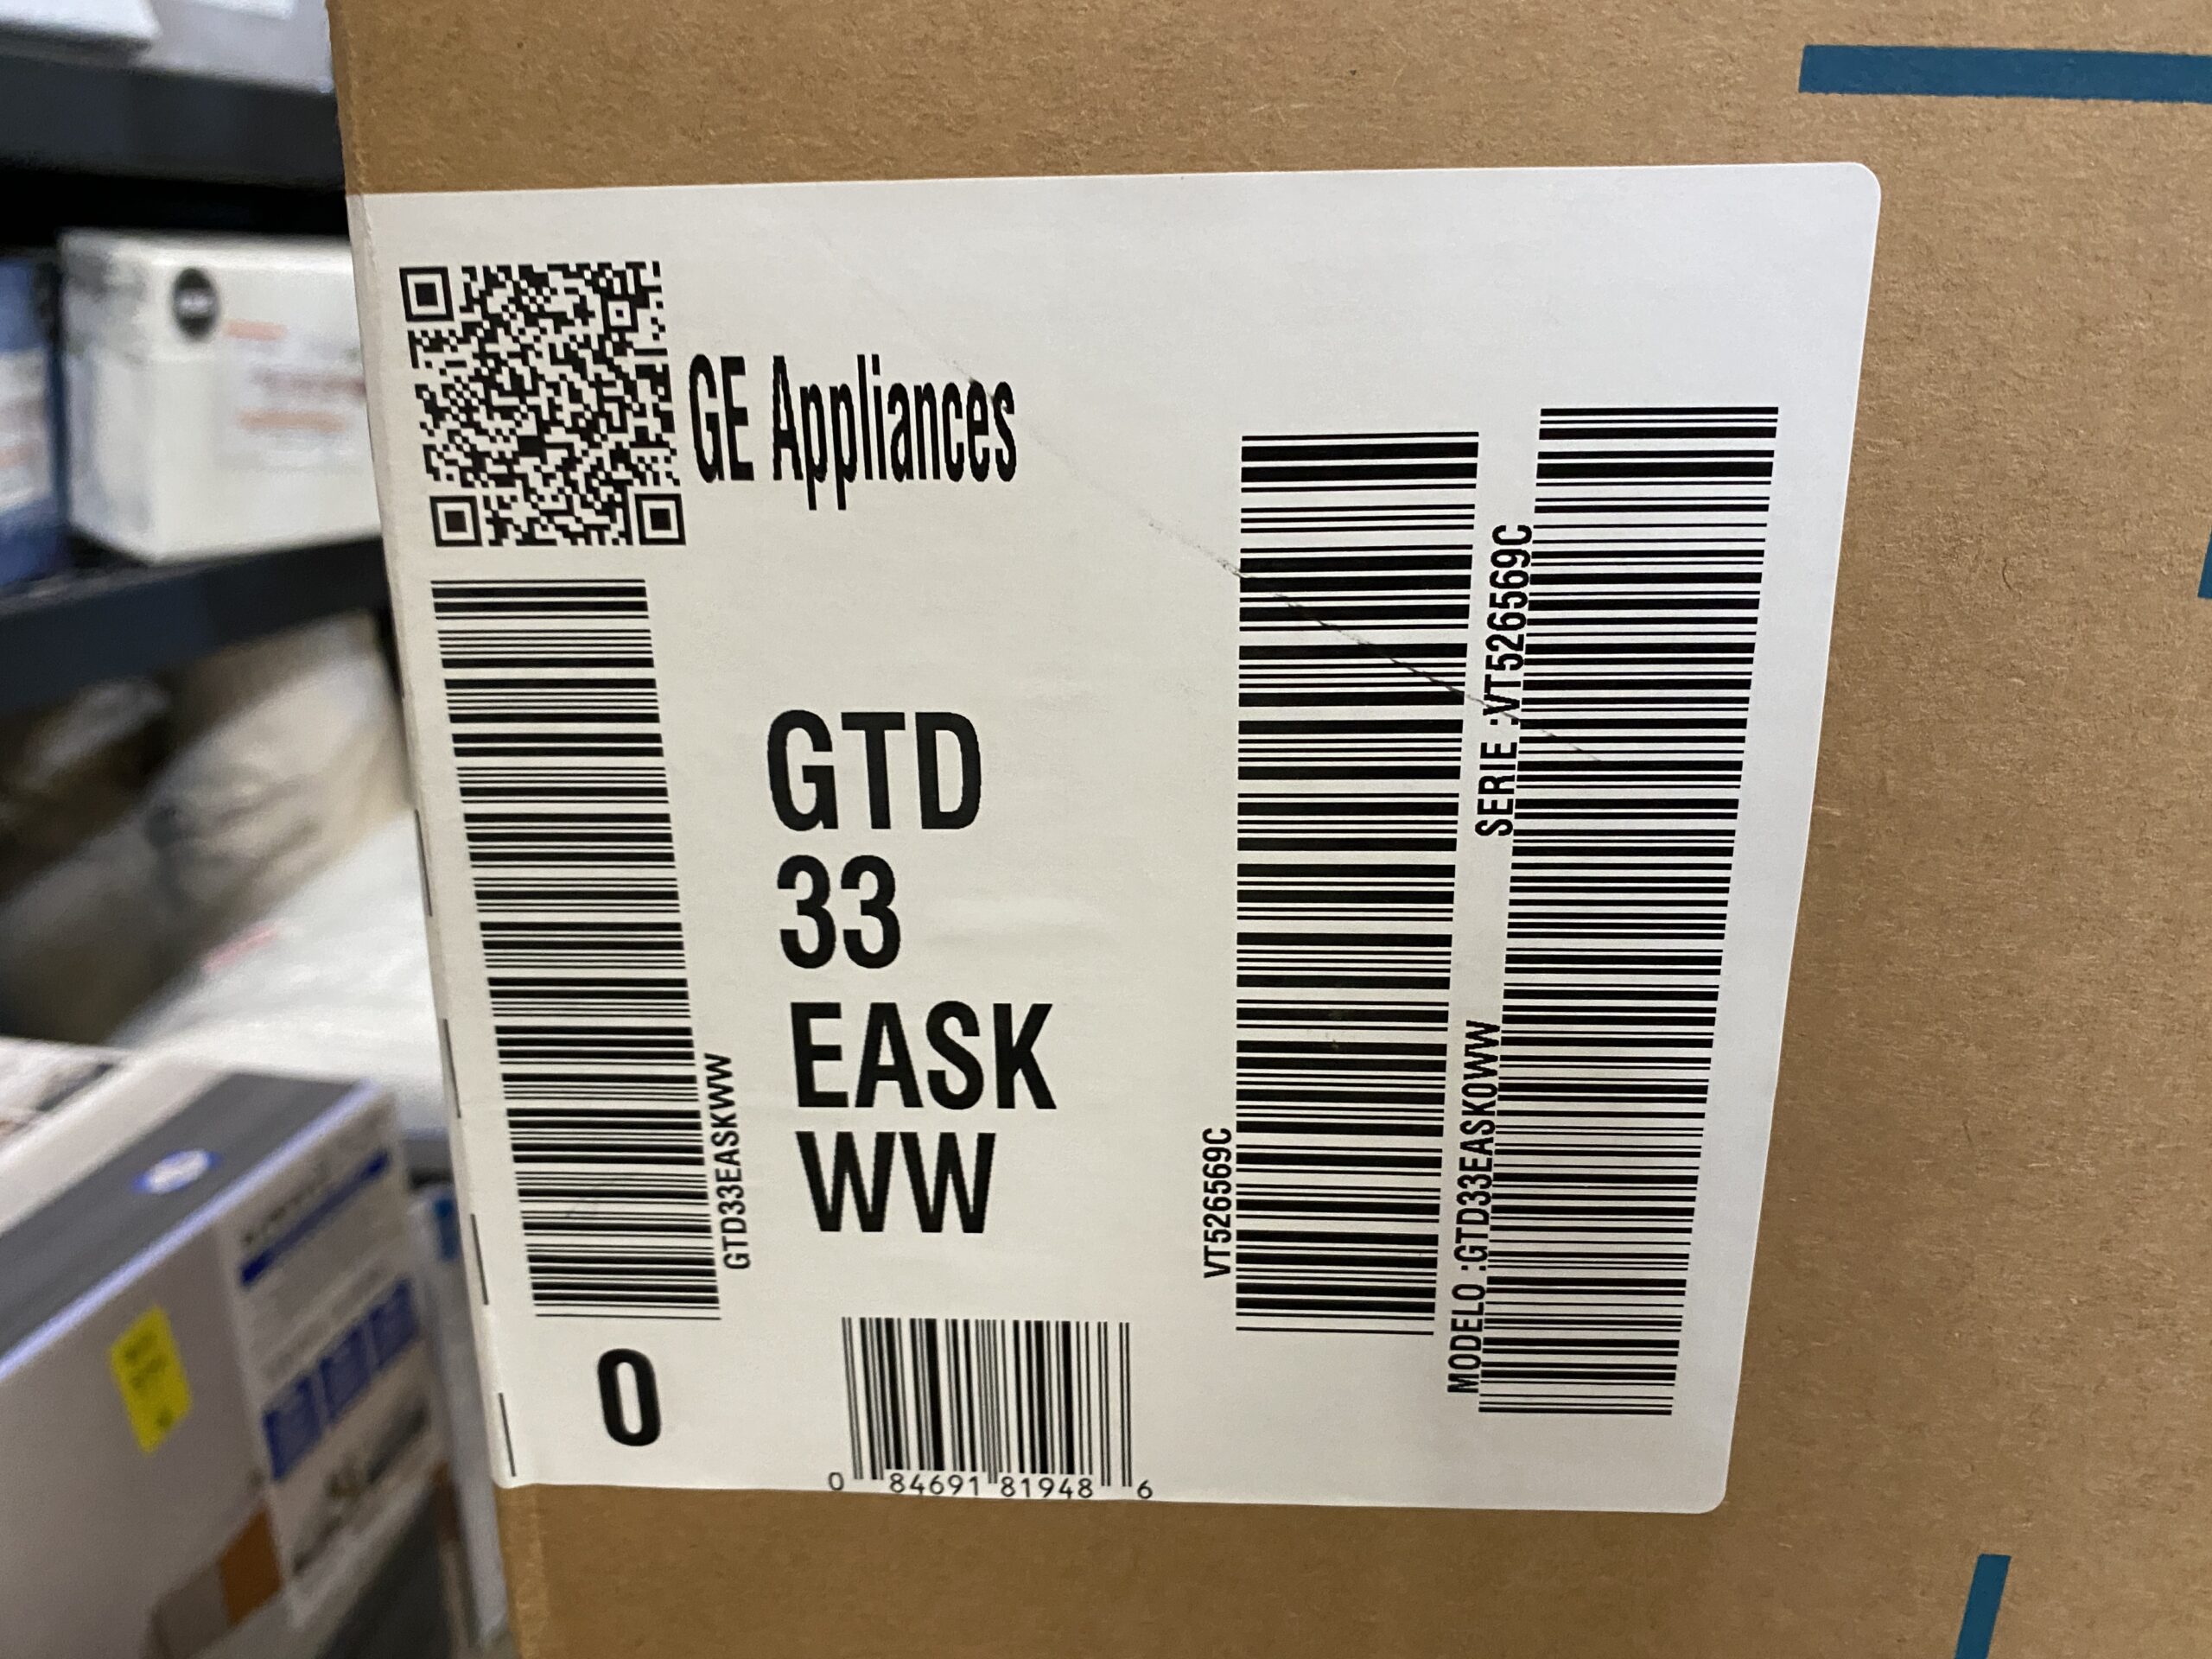 GE Appliances
GTD
33
EASK
WW
GTD33EASKWW
0
0 84691 81948 6
VT526569C
MODELO :GTD33EASK0WW
SERIE :VT526569C